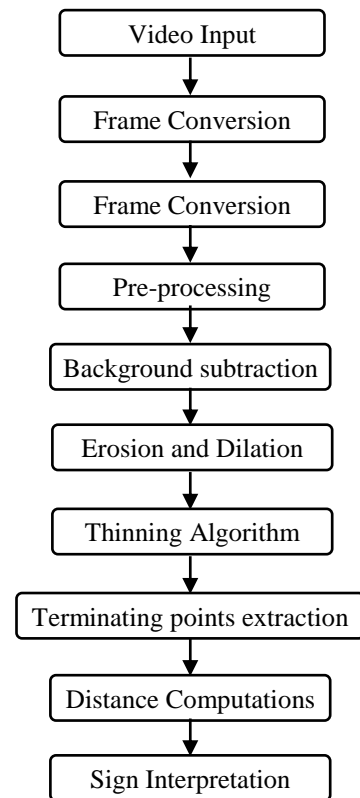 Video Input
Frame Conversion
Frame Conversion
Pre-processing
Background subtraction
Erosion and Dilation
Thinning Algorithm
Terminating points extraction
Distance Computations
Sign Interpretation